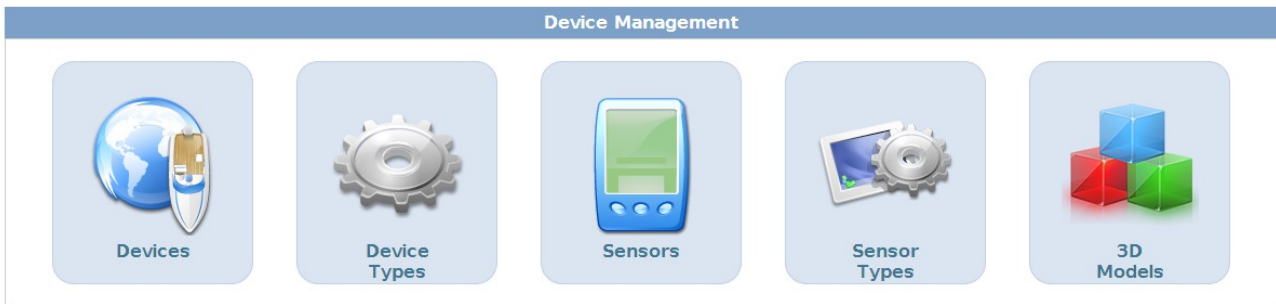 Device Management
Devices
Device
Types
Sensors
Sensor
Types
3D
Models